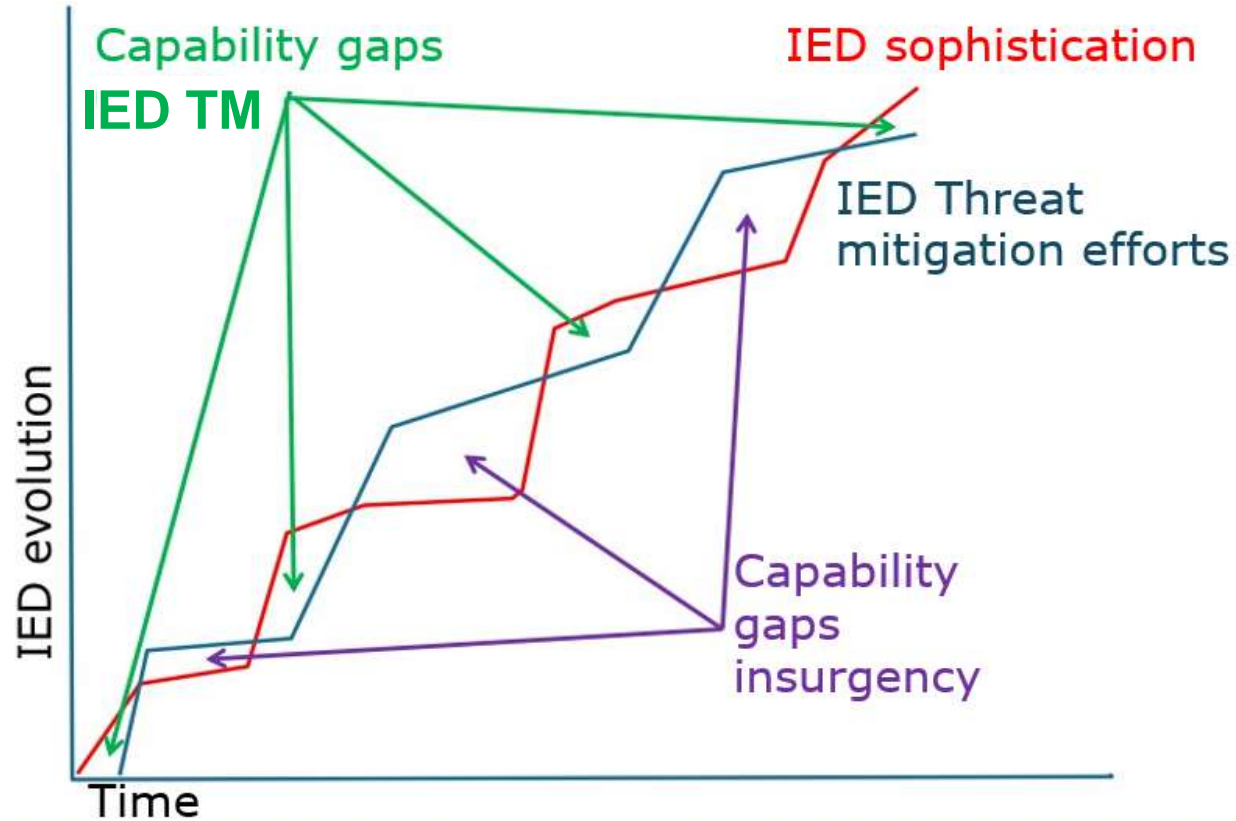 Capability gaps
IED TM
IED sophistication
IED Threat
mitigation efforts
IED evolution
Capability
gaps
insurgency
Time